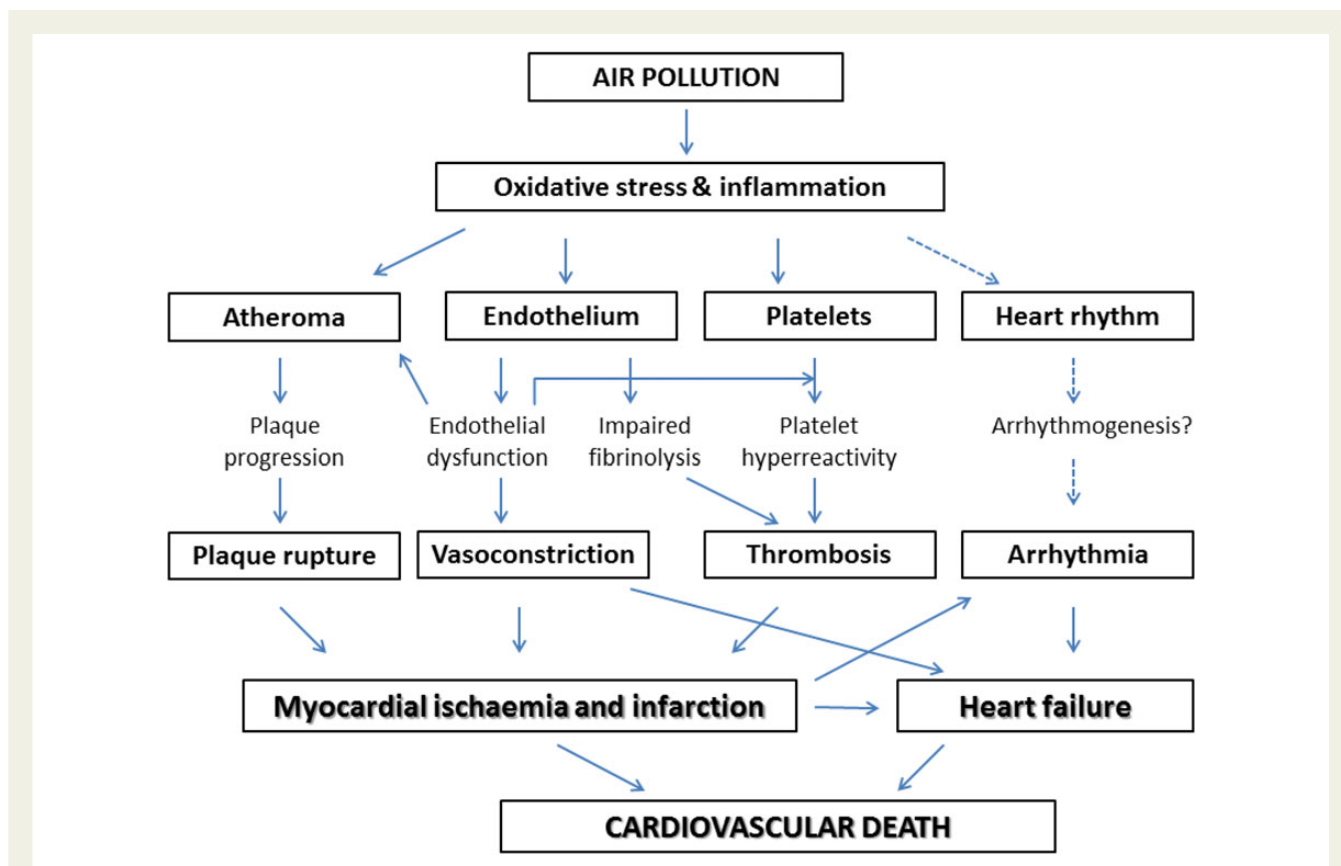 AIR POLLUTION
Oxidative stress & inflammation
Atheroma
Endothelium
Platelets
Heart rhythm
Plaque
progression
Endothelial
dysfunction
Impaired
fibrinolysis
Platelet
hyperreactivity
Arrhythmogenesis?
Plaque rupture
Vasoconstriction
Thrombosis
Arrhythmia
Myocardial ischaemia and infarction
Heart failure
CARDIOVASCULAR DEATH